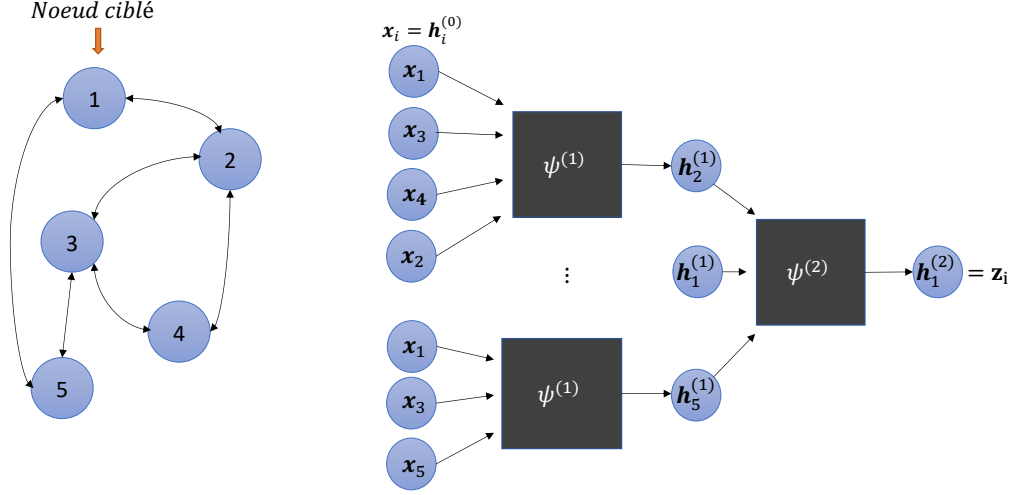 Noeud ciblé
1
2
3
4
5
𝒙ᵢ = 𝒉ᵢ⁽⁰⁾
𝒙₁
𝒙₃
𝒙₄
𝒙₂
ψ⁽¹⁾
𝒉₂⁽¹⁾
𝒉₁⁽¹⁾
⋮
ψ⁽²⁾
𝒉₁⁽²⁾ = 𝐳ᵢ
𝒙₁
𝒙₃
𝒙₅
ψ⁽¹⁾
𝒉₅⁽¹⁾